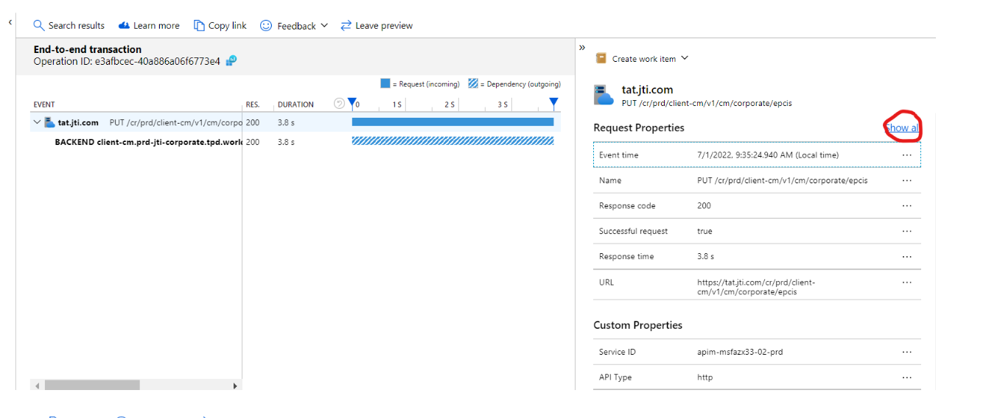 Search results Learn more Copy link Feedback Leave preview
End-to-end transaction
Operation ID: e3afbcec-40a886a06f6773e4
= Request (incoming) = Dependency (outgoing)
EVENT RES. DURATION 0 1 S 2 S 3 S
tat.jti.com PUT /cr/prd/client-cm/v1/cm/corpo 200 3.8 s
BACKEND client-cm.prd-jti-corporate.tpd.world 200 3.8 s
Create work item
tat.jti.com
PUT /cr/prd/client-cm/v1/cm/corporate/epcis
Request Properties Show all
Event time 7/1/2022, 9:35:24.940 AM (Local time) ...
Name PUT /cr/prd/client-cm/v1/cm/corporate/epcis ...
Response code 200 ...
Successful request true ...
Response time 3.8 s ...
URL https://tat.jti.com/cr/prd/client- ...
cm/v1/cm/corporate/epcis
Custom Properties
Service ID apim-msfazx33-02-prd ...
API Type http ...